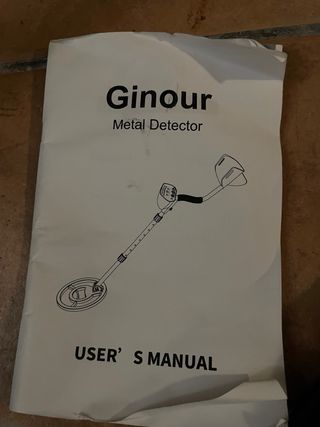 Ginour
Metal Detector
USER’ S MANUAL